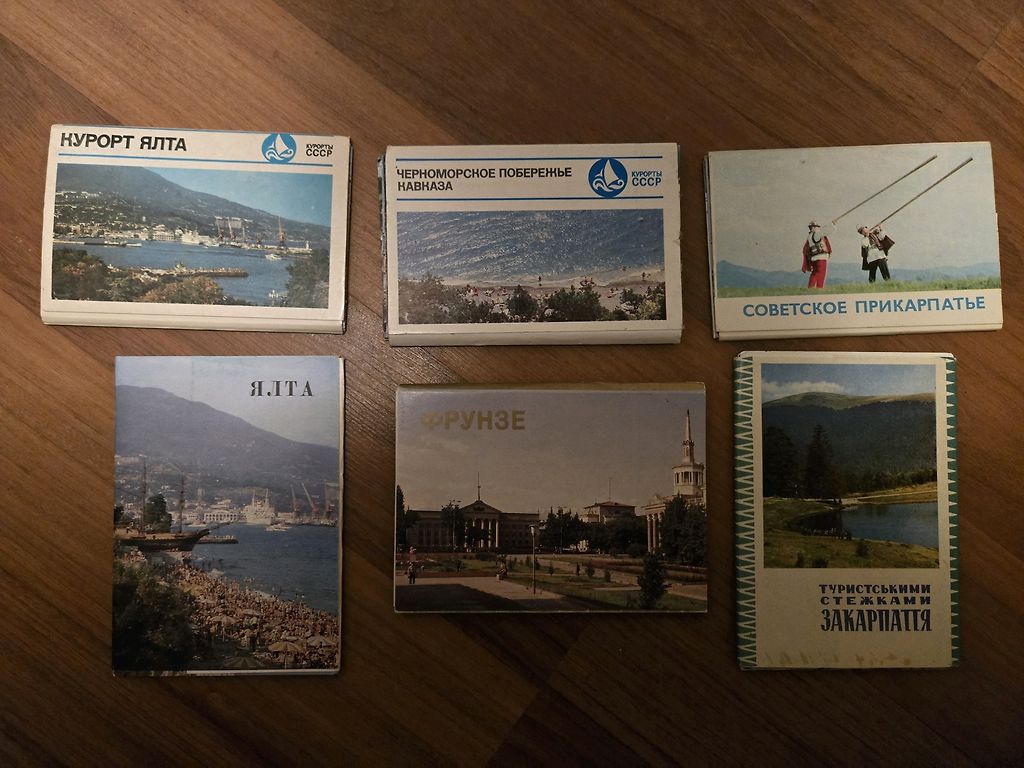 КУРОРТ ЯЛТА
КУРОРТЫ
СССР
ЧЕРНОМОРСКОЕ ПОБЕРЕЖЬЕ
КАВКАЗА
КУРОРТЫ
СССР
СОВЕТСКОЕ ПРИКАРПАТЬЕ
ЯЛТА
ФРУНЗЕ
ТУРИСТСЬКИМИ
СТЕЖКАМИ
ЗАКАРПАТТЯ